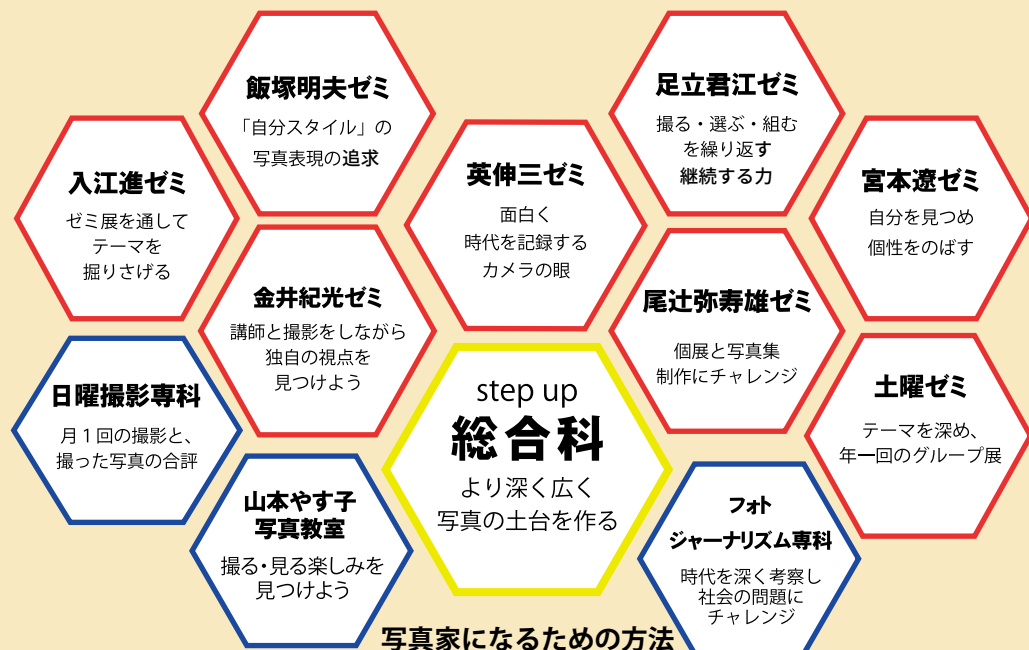 飯塚明夫ゼミ
「自分スタイル」の
写真表現の追求
足立君江ゼミ
撮る・選ぶ・組む
を繰り返す
継続する力
入江進ゼミ
ゼミ展を通して
テーマを
掘りさげる
英伸三ゼミ
面白く
時代を記録する
カメラの眼
宮本遼ゼミ
自分を見つめ
個性をのばす
金井紀光ゼミ
講師と撮影をしながら
独自の視点を
見つけよう
尾辻弥寿雄ゼミ
個展と写真集
制作にチャレンジ
日曜撮影専科
月1回の撮影と、
撮った写真の合評
step up
総合科
より深く広く
写真の土台を作る
土曜ゼミ
テーマを深め、
年一回のグループ展
山本やす子
写真教室
撮る・見る楽しみを
見つけよう
フォト
ジャーナリズム専科
時代を深く考察し
社会の問題に
チャレンジ
写真家になるための方法